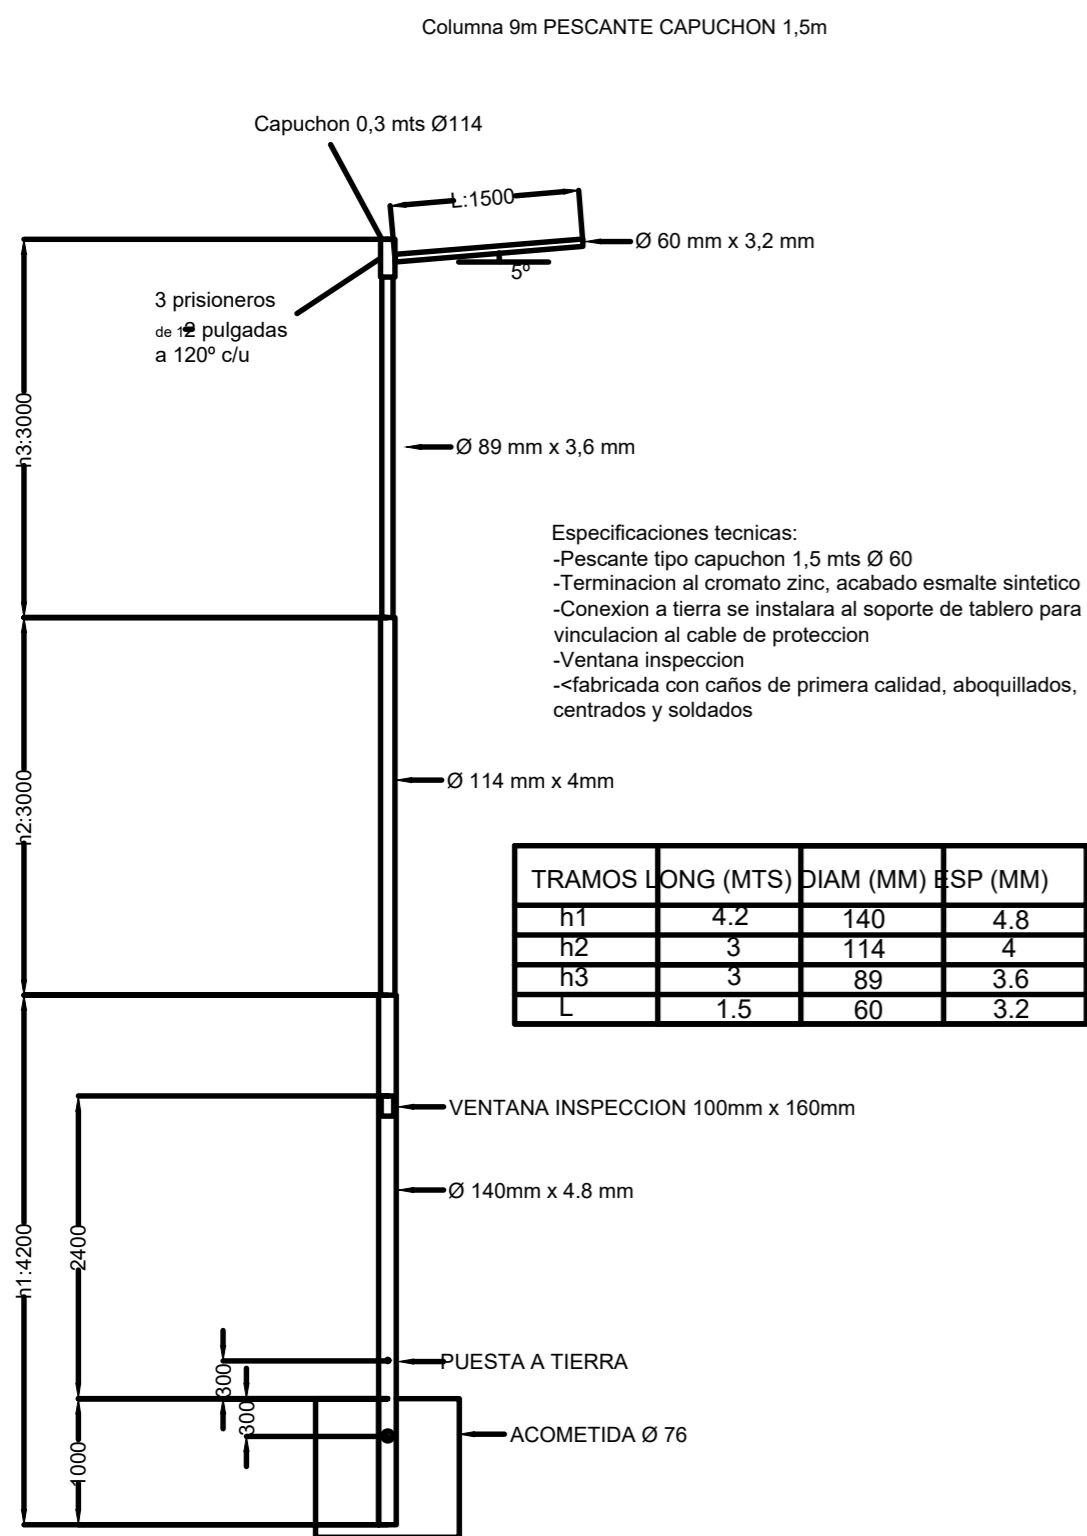 Columna 9m PESCANTE CAPUCHON 1,5m
Capuchon 0,3 mts Ø114
L:1500
Ø 60 mm x 3,2 mm
5º
3 prisioneros
de pulgadas
a 120º c/u
h3:3000
Ø 89 mm x 3,6 mm
Especificaciones tecnicas:
-Pescante tipo capuchon 1,5 mts Ø 60
-Terminacion al cromato zinc, acabado esmalte sintetico
-Conexion a tierra se instalara al soporte de tablero para
vinculacion al cable de proteccion
-Ventana inspeccion
-<fabricada con caños de primera calidad, aboquillados,
centrados y soldados
h2:3000
Ø 114 mm x 4mm
TRAMOS LONG (MTS) DIAM (MM) ESP (MM)
h1 4.2 140 4.8
h2 3 114 4
h3 3 89 3.6
L 1.5 60 3.2
VENTANA INSPECCION 100mm x 160mm
Ø 140mm x 4.8 mm
h1:4200
2400
PUESTA A TIERRA
300
300
ACOMETIDA Ø 76
1000